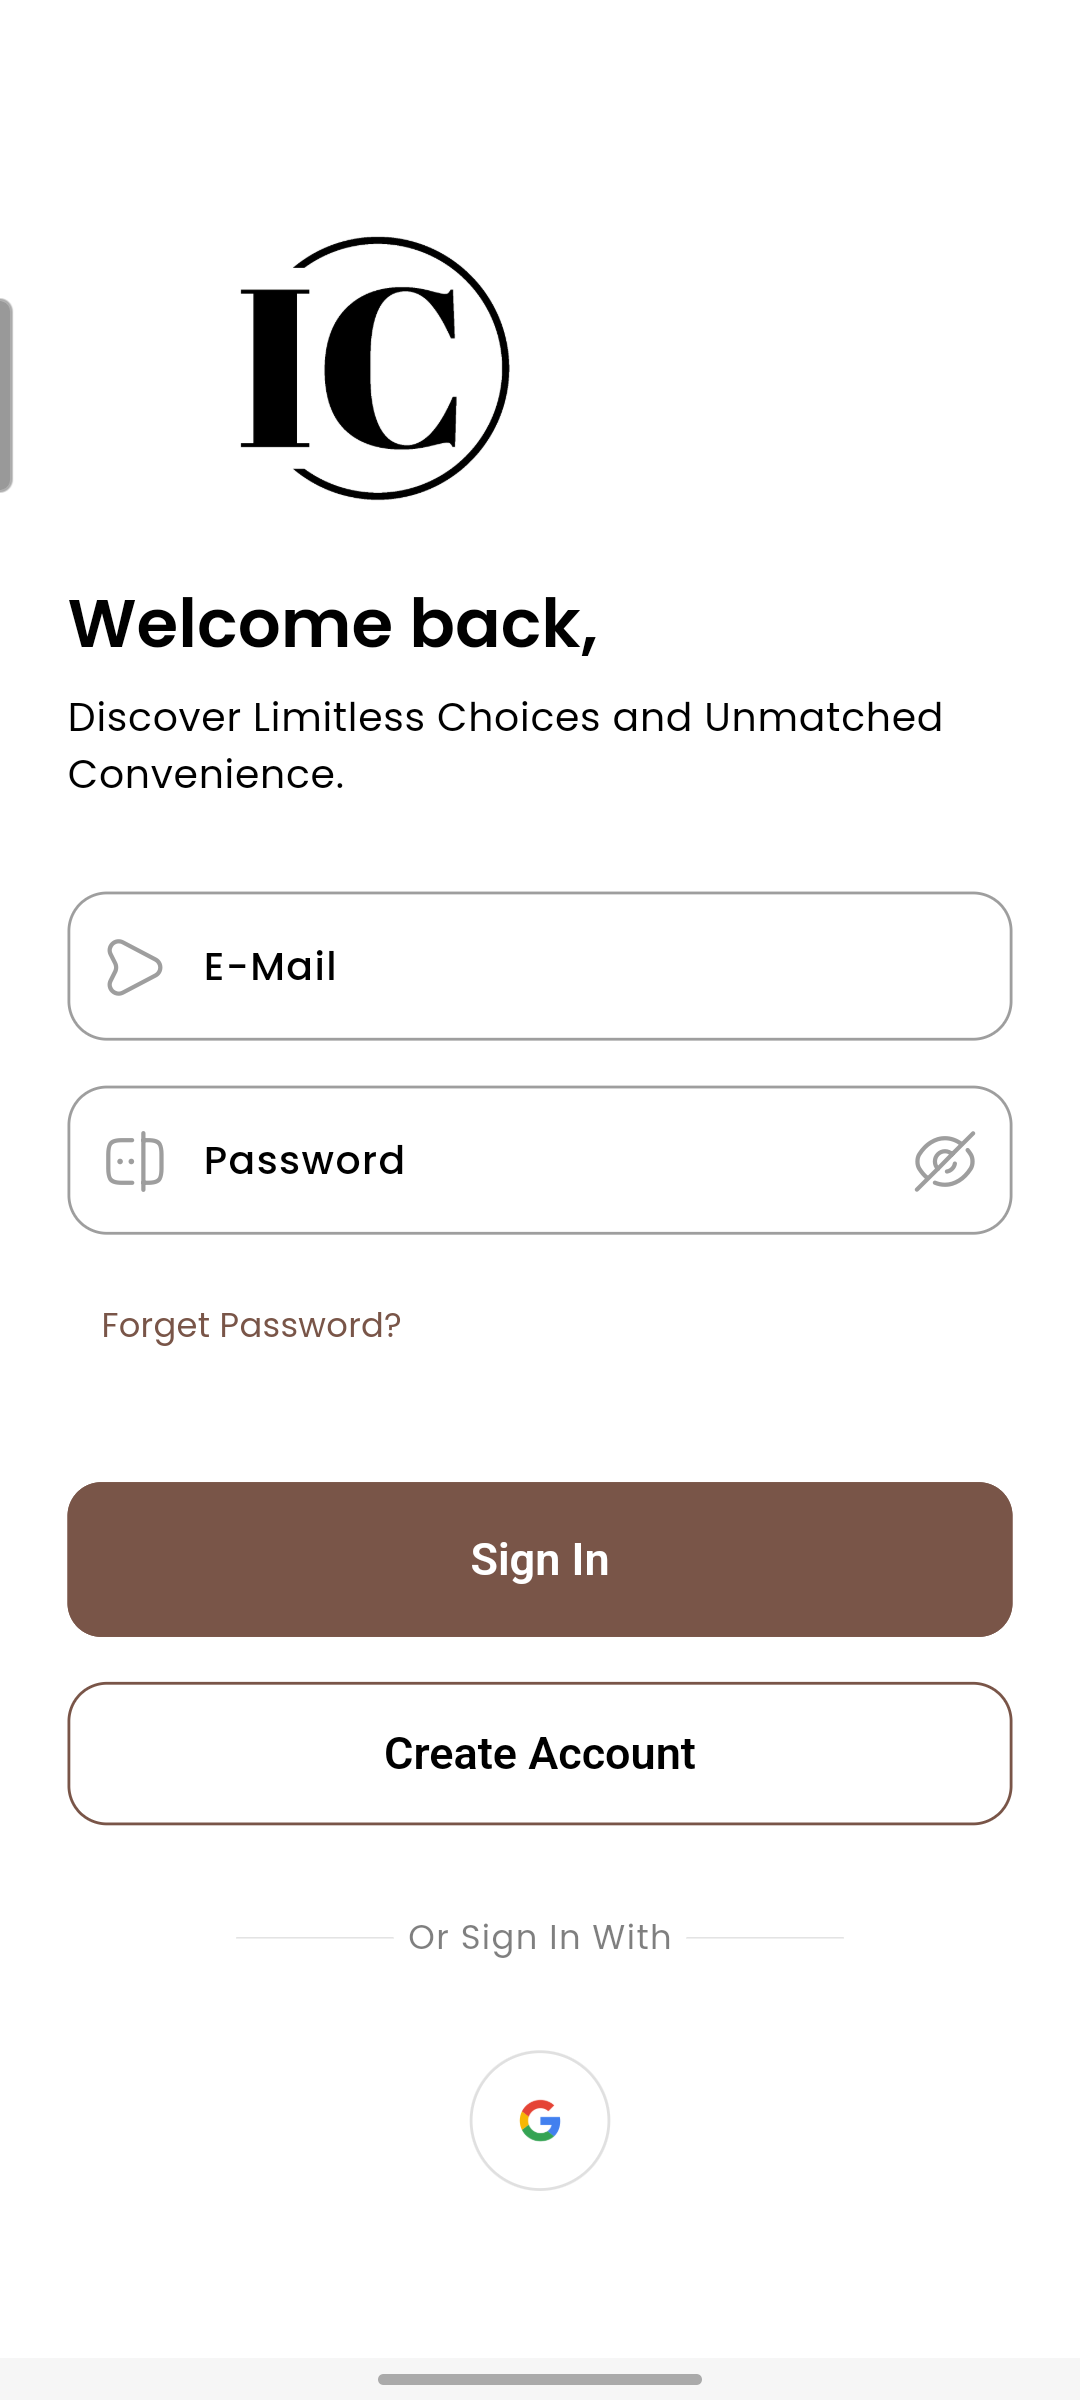 IC
Welcome back,
Discover Limitless Choices and Unmatched
Convenience.
E-Mail
Password
Forget Password?
Sign In
Create Account
Or Sign In With
G